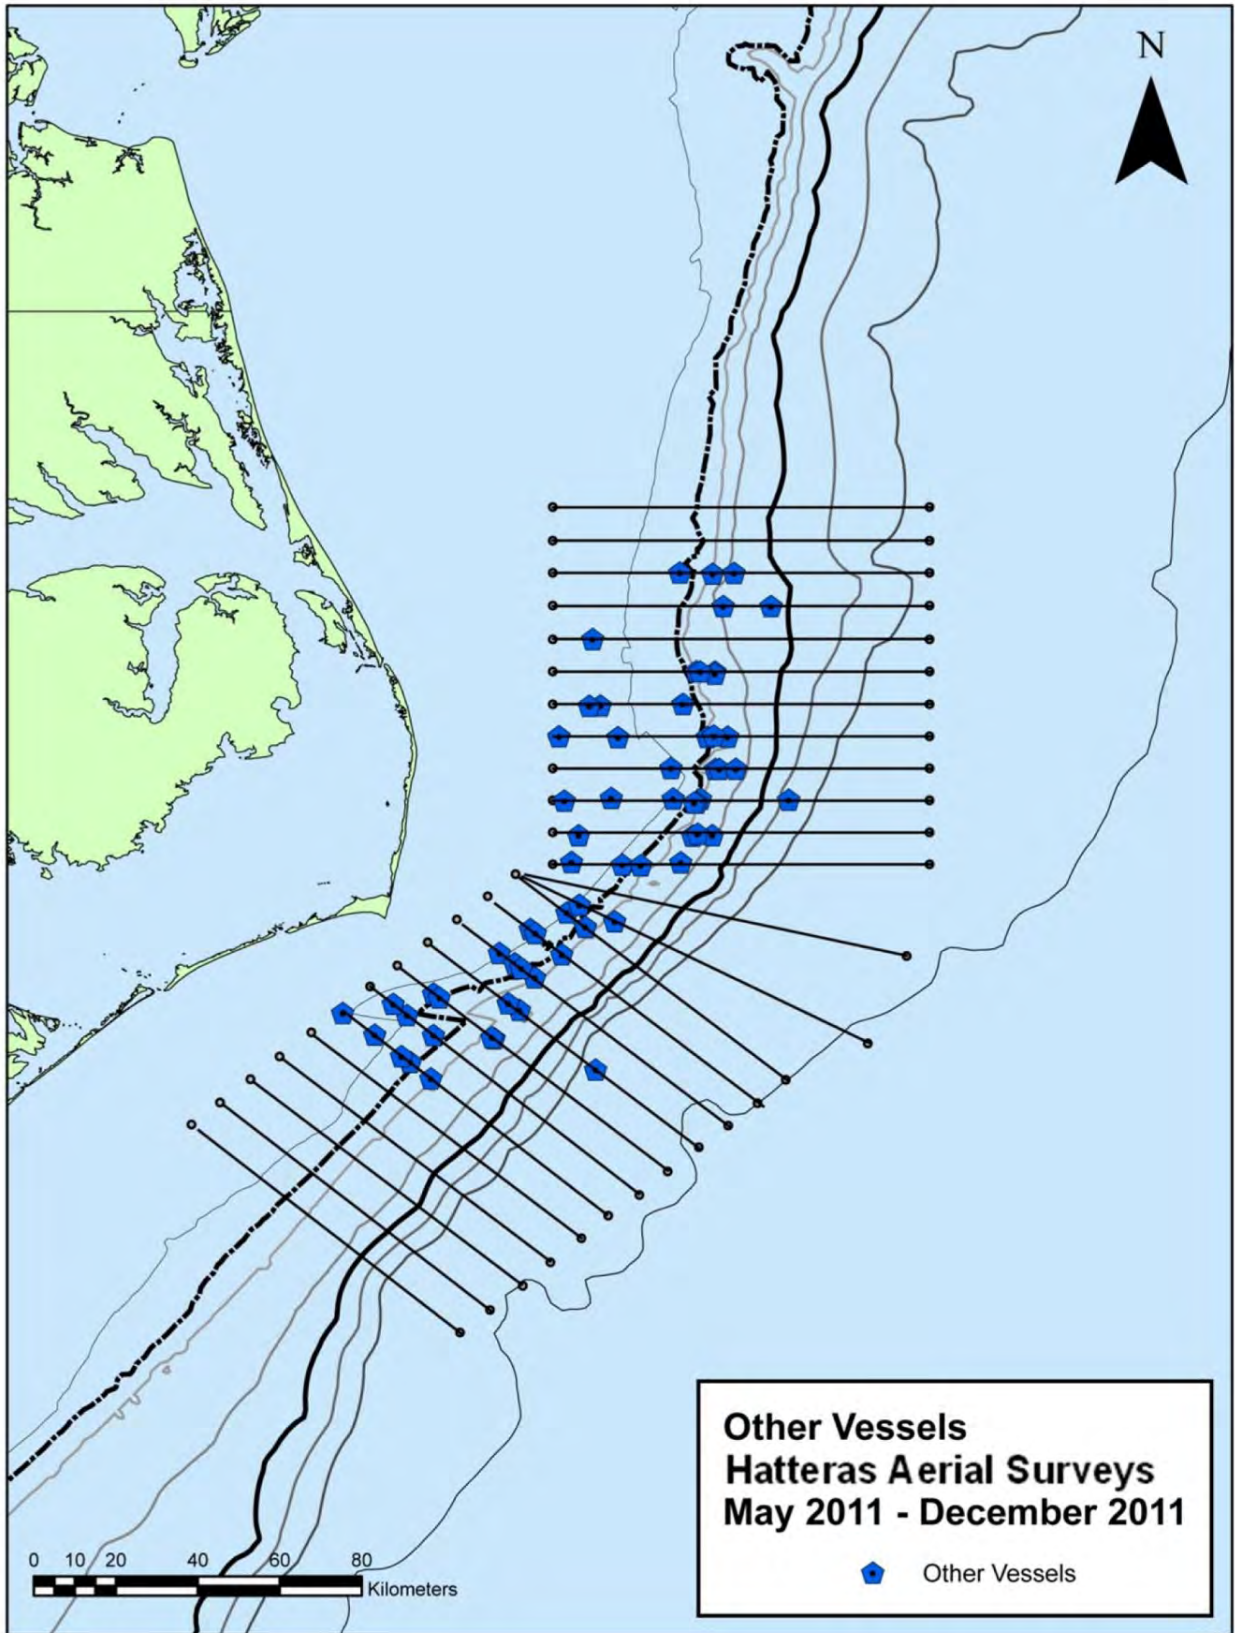 N
Other Vessels
Hatteras Aerial Surveys
May 2011 - December 2011
Other Vessels
0 10 20 40 60 80
Kilometers